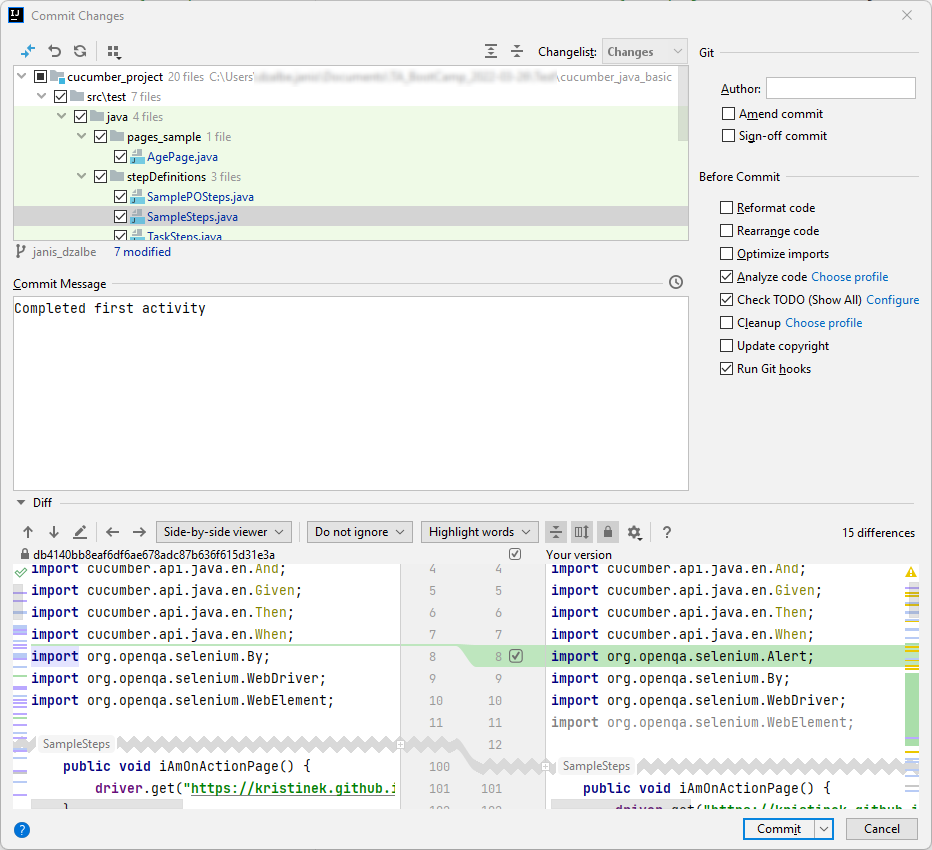 Commit Changes
Changelist: Changes
Git
cucumber_project 20 files C:\Users\ \cucumber_java_basic
src\test 7 files
java 4 files
pages_sample 1 file
AgePage.java
stepDefinitions 3 files
SamplePOSteps.java
SampleSteps.java
TaskSteps.java
janis_dzalbe 7 modified
Author:
Amend commit
Sign-off commit
Before Commit
Reformat code
Rearrange code
Optimize imports
Analyze code Choose profile
Check TODO (Show All) Configure
Cleanup Choose profile
Update copyright
Run Git hooks
Commit Message
Completed first activity
Diff
Side-by-side viewer Do not ignore Highlight words ? 15 differences
db4140bb8eaf6df6ae678adc87b636f615d31e3a Your version
import cucumber.api.java.en.And; 4 4 import cucumber.api.java.en.And;
import cucumber.api.java.en.Given; 5 5 import cucumber.api.java.en.Given;
import cucumber.api.java.en.Then; 6 6 import cucumber.api.java.en.Then;
import cucumber.api.java.en.When; 7 7 import cucumber.api.java.en.When;
import org.openqa.selenium.By; 8 8 import org.openqa.selenium.Alert;
import org.openqa.selenium.WebDriver; 9 9 import org.openqa.selenium.By;
import org.openqa.selenium.WebElement; 10 10 import org.openqa.selenium.WebDriver;
11 11 import org.openqa.selenium.WebElement;
SampleSteps 12
public void iAmOnActionPage() { 100 SampleSteps
driver.get("https://kristinek.github.i 101 101 public void iAmOnActionPage() {
} 102 102 driver.get("https://kristinek.github.i
? Commit Cancel